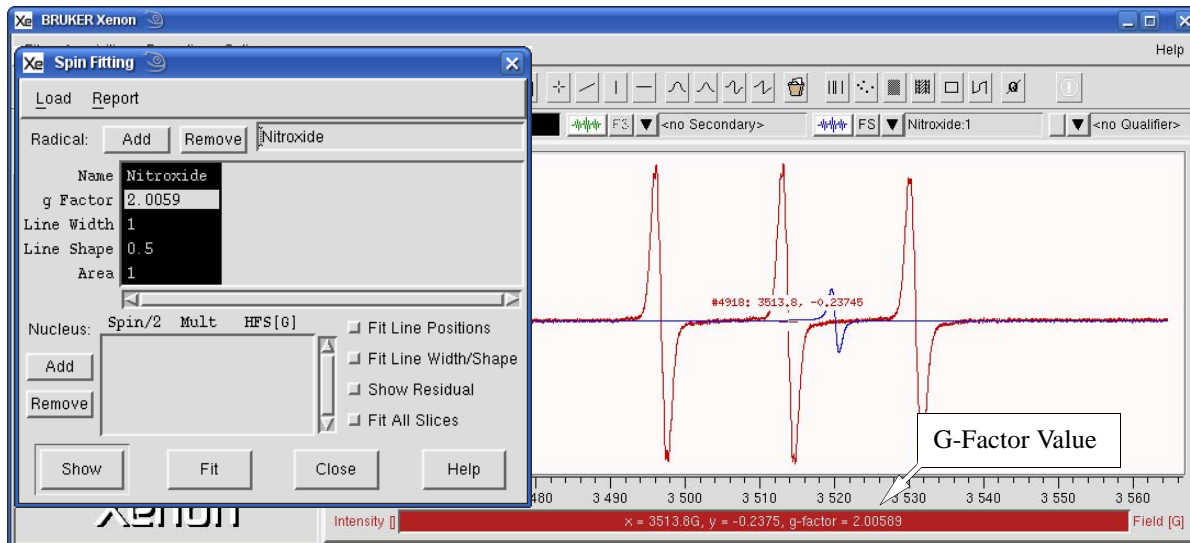 BRUKER Xenon
Help
Spin Fitting
Load Report
Radical: Add Remove Nitroxide
Name Nitroxide
g Factor 2.0059
Line Width 1
Line Shape 0.5
Area 1
Nucleus: Spin/2 Mult HFS[G]
Add
Remove
Fit Line Positions
Fit Line Width/Shape
Show Residual
Fit All Slices
Show Fit Close Help
FS <no Secondary> FS Nitroxide:1 <no Qualifier>
#4918: 3513.8, -0.23745
G-Factor Value
480 3 490 3 500 3 510 3 520 3 530 3 540 3 550 3 560
Xenon
Intensity [] x = 3513.8G, y = -0.2375, g-factor = 2.00589 Field [G]